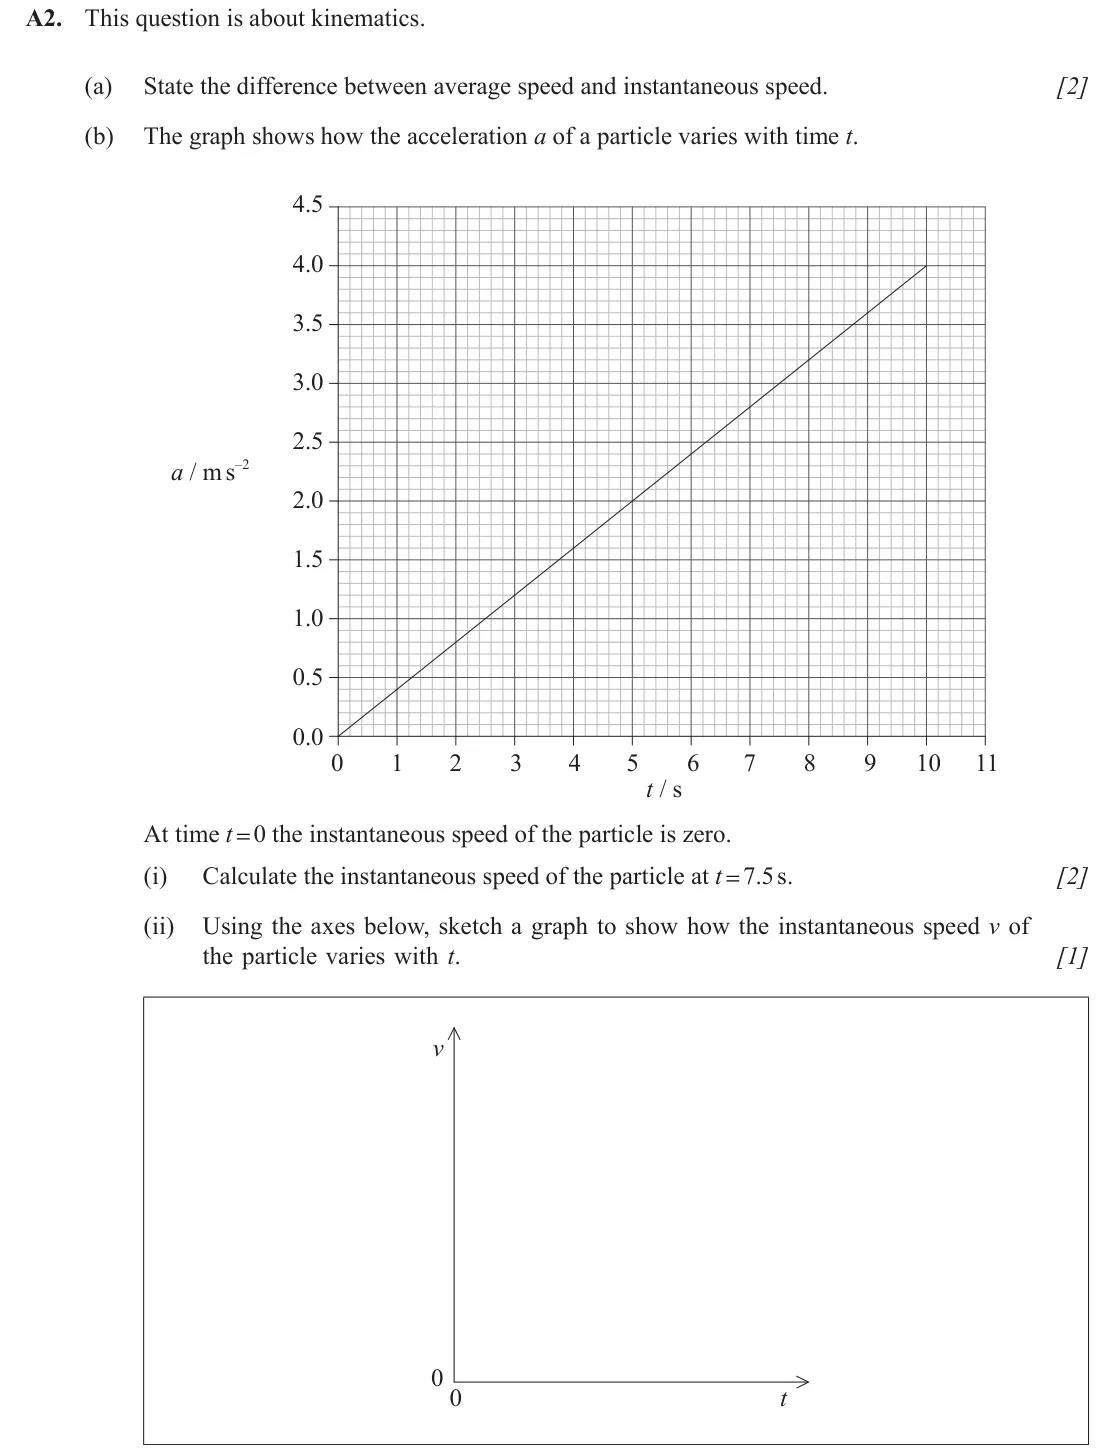 A2. This question is about kinematics.
(a) State the difference between average speed and instantaneous speed. [2]
(b) The graph shows how the acceleration a of a particle varies with time t.
4.5
4.0
3.5
3.0
2.5
a / m s⁻²
2.0
1.5
1.0
0.5
0.0
0 1 2 3 4 5 6 7 8 9 10 11
t / s
At time t=0 the instantaneous speed of the particle is zero.
(i) Calculate the instantaneous speed of the particle at t=7.5 s. [2]
(ii) Using the axes below, sketch a graph to show how the instantaneous speed v of
the particle varies with t. [1]
v
0
0 t